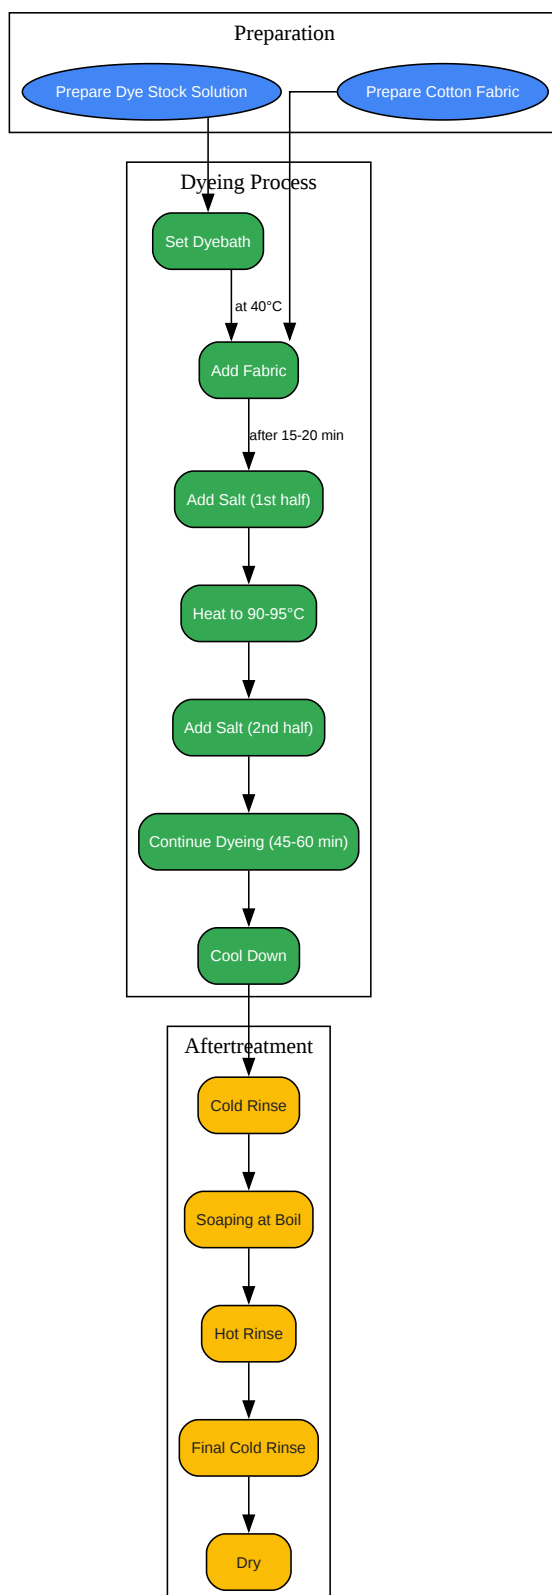 Preparation
Prepare Dye Stock Solution
Prepare Cotton Fabric
Dyeing Process
Set Dyebath
at 40°C
Add Fabric
after 15-20 min
Add Salt (1st half)
Heat to 90-95°C
Add Salt (2nd half)
Continue Dyeing (45-60 min)
Cool Down
Aftertreatment
Cold Rinse
Soaping at Boil
Hot Rinse
Final Cold Rinse
Dry